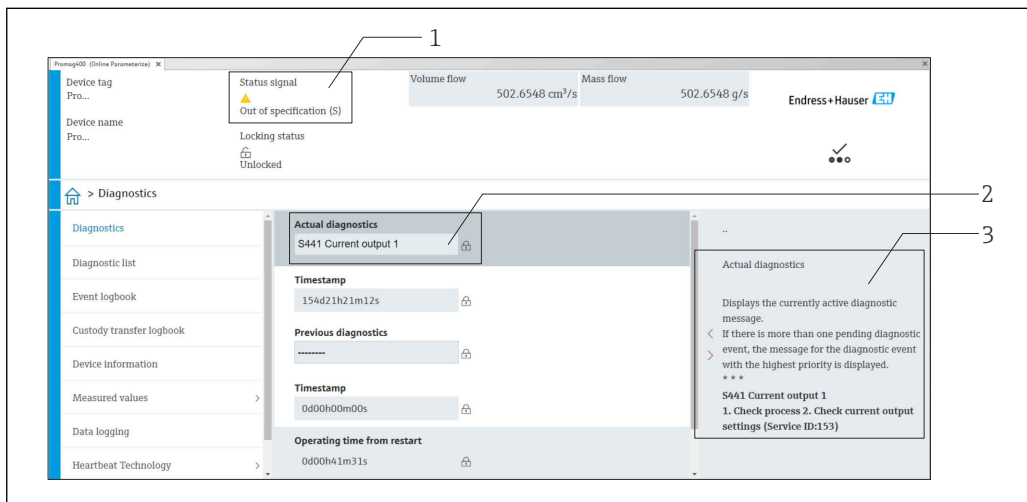 1
Promag400 (Online Parameterize) X
x
Device tag
Pro...
Device name
Pro...
Status signal
Out of specification (S)
Locking status
Unlocked
Volume flow
502.6548 cm³/s
Mass flow
502.6548 g/s
Endress+Hauser EH
> Diagnostics
2
3
Diagnostics
Diagnostic list
Event logbook
Custody transfer logbook
Device information
Measured values >
Data logging
Heartbeat Technology >
Actual diagnostics
S441 Current output 1
Timestamp
154d21h21m12s
Previous diagnostics
--------
Timestamp
0d00h00m00s
Operating time from restart
0d00h41m31s
..
Actual diagnostics
Displays the currently active diagnostic
message.
If there is more than one pending diagnostic
event, the message for the diagnostic event
with the highest priority is displayed.
* * *
S441 Current output 1
1. Check process 2. Check current output
settings (Service ID:153)